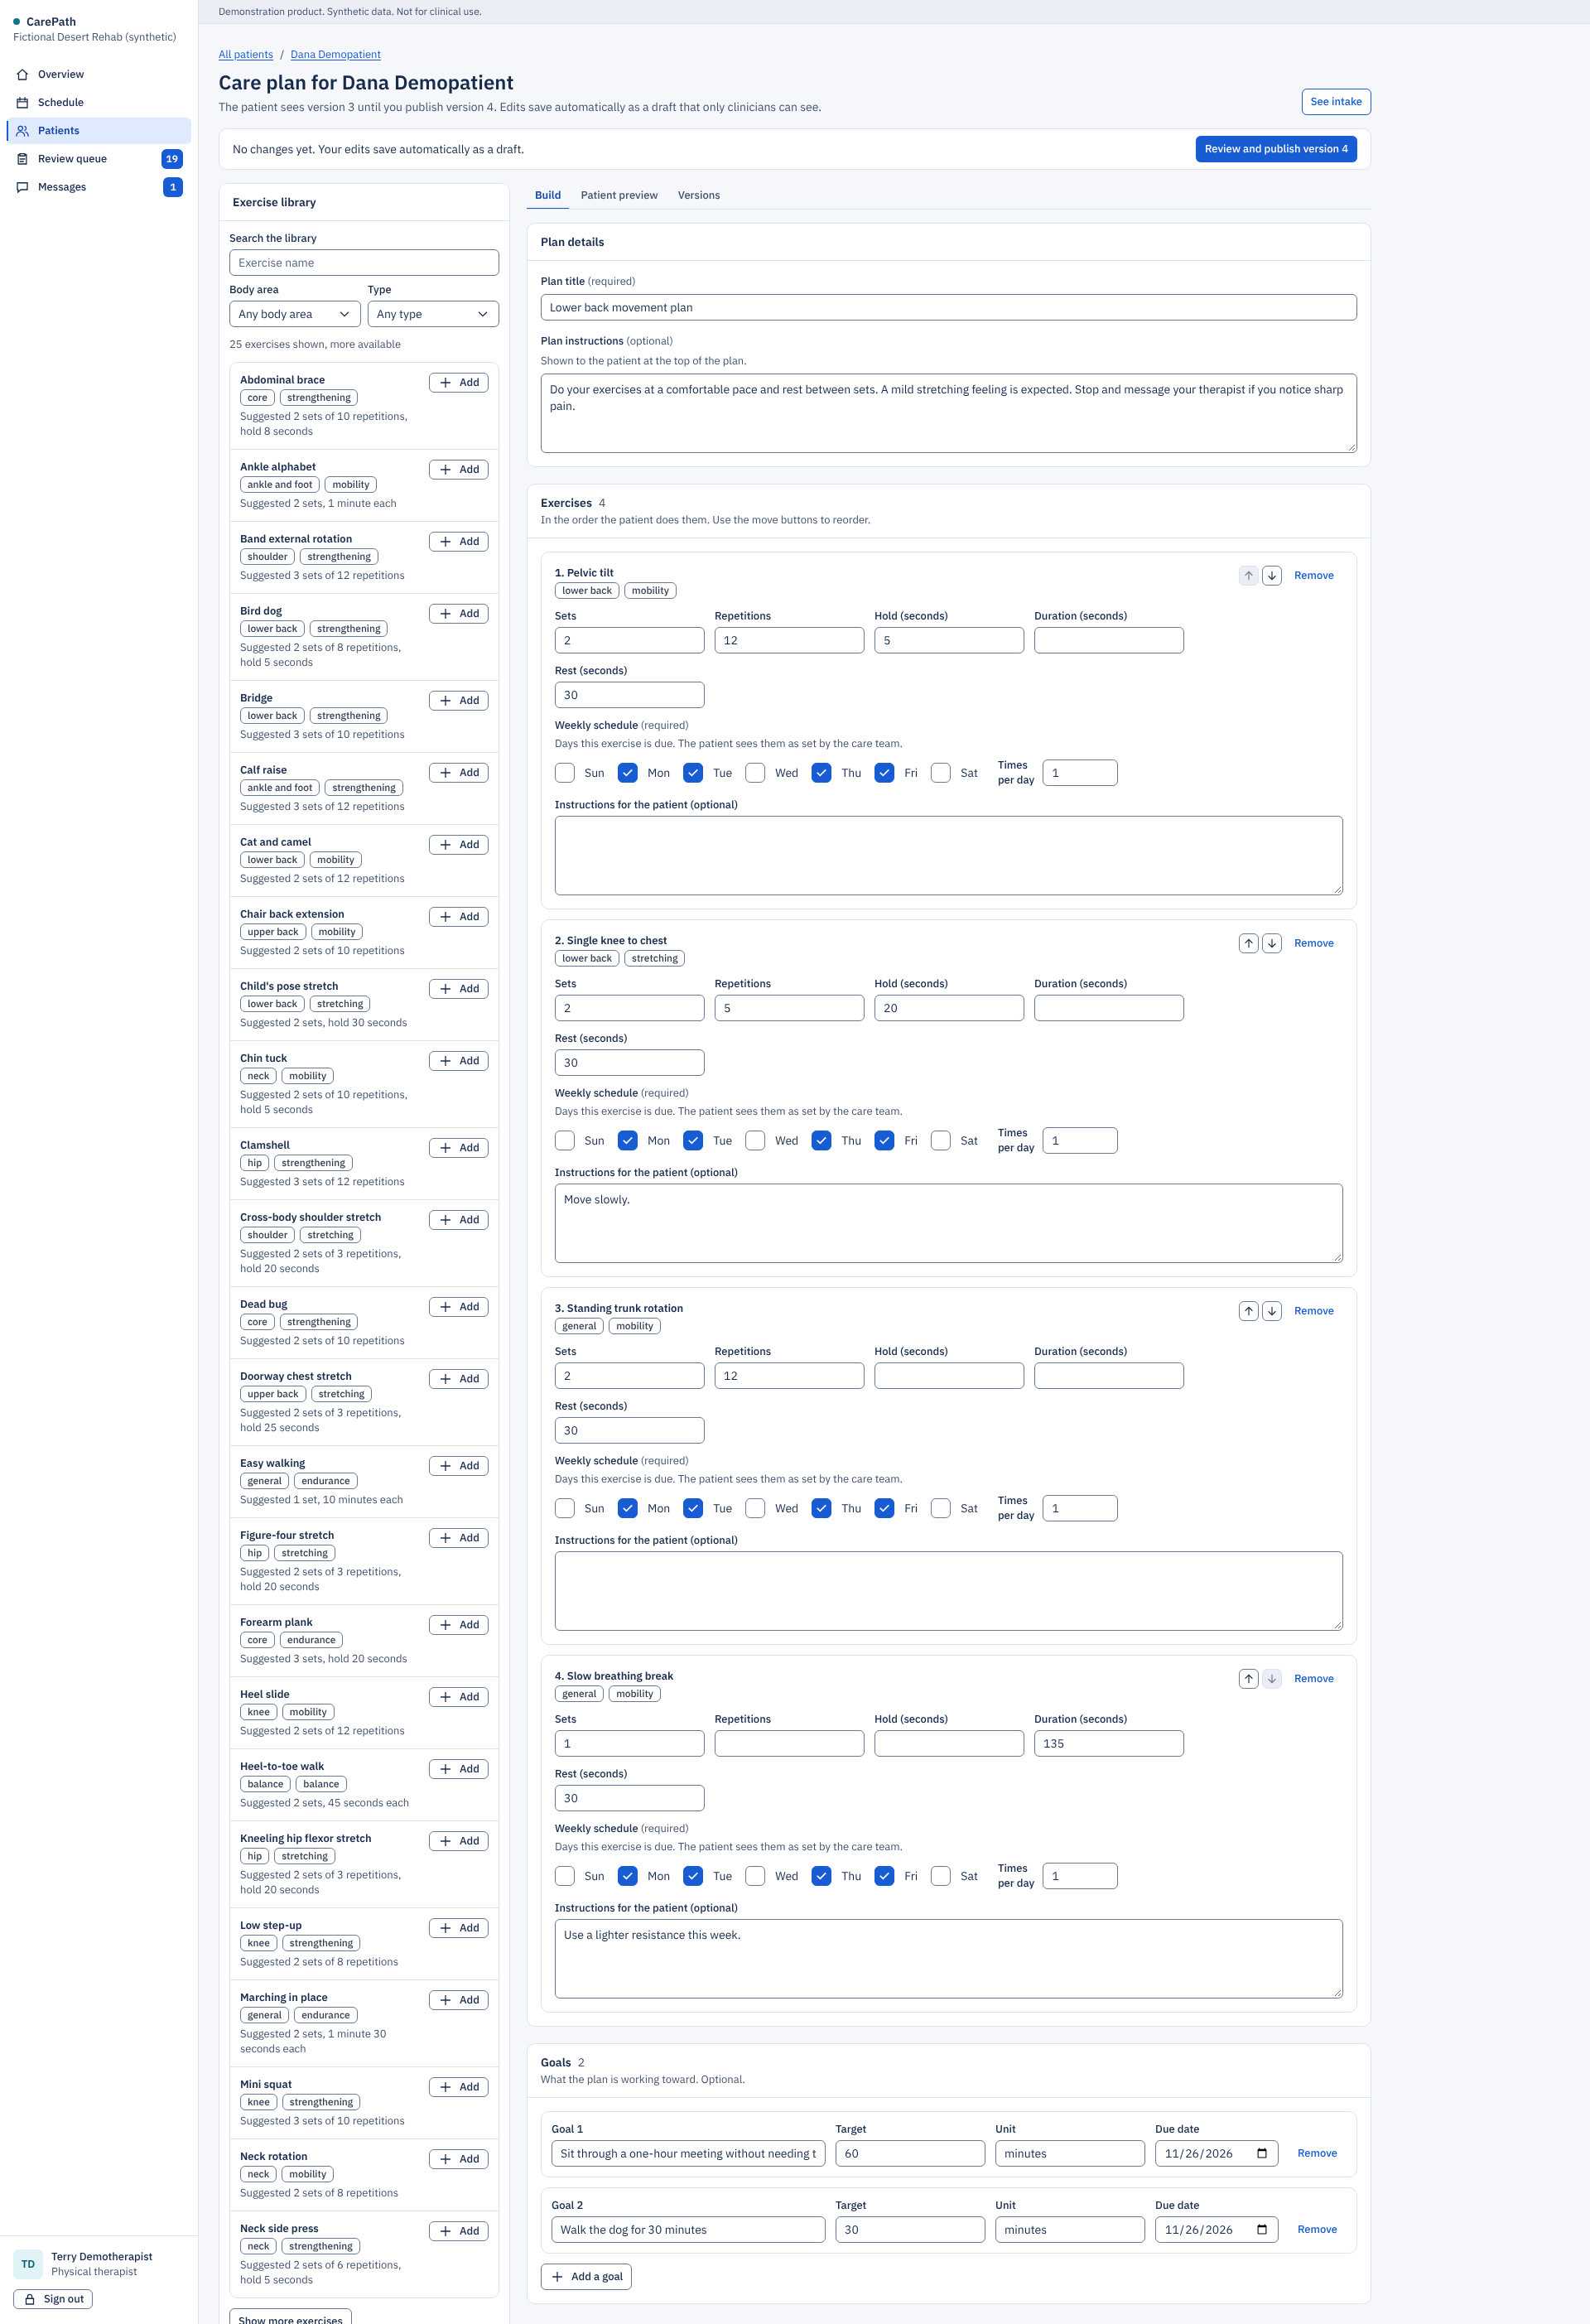 CarePath
Fictional Desert Rehab (synthetic)
Overview
Schedule
Patients
Review queue 19
Messages 1
TD
Terry Demotherapist
Physical therapist
Sign out
Demonstration product. Synthetic data. Not for clinical use.
All patients / Dana Demopatient
Care plan for Dana Demopatient
The patient sees version 3 until you publish version 4. Edits save automatically as a draft that only clinicians can see.
See intake
No changes yet. Your edits save automatically as a draft.
Review and publish version 4
Exercise library
Search the library
Exercise name
Body area Type
Any body area Any type
25 exercises shown, more available
Abdominal brace
Add
core strengthening
Suggested 2 sets of 10 repetitions,
hold 8 seconds
Ankle alphabet
Add
ankle and foot mobility
Suggested 2 sets, 1 minute each
Band external rotation
Add
shoulder strengthening
Suggested 3 sets of 12 repetitions
Bird dog
Add
lower back strengthening
Suggested 2 sets of 8 repetitions,
hold 5 seconds
Bridge
Add
lower back strengthening
Suggested 3 sets of 10 repetitions
Calf raise
Add
ankle and foot strengthening
Suggested 3 sets of 12 repetitions
Cat and camel
Add
lower back mobility
Suggested 2 sets of 12 repetitions
Chair back extension
Add
upper back mobility
Suggested 2 sets of 10 repetitions
Child's pose stretch
Add
lower back stretching
Suggested 2 sets, hold 30 seconds
Chin tuck
Add
neck mobility
Suggested 2 sets of 10 repetitions,
hold 5 seconds
Clamshell
Add
hip strengthening
Suggested 3 sets of 12 repetitions
Cross-body shoulder stretch
Add
shoulder stretching
Suggested 2 sets of 3 repetitions,
hold 20 seconds
Dead bug
Add
core strengthening
Suggested 2 sets of 10 repetitions
Doorway chest stretch
Add
upper back stretching
Suggested 2 sets of 3 repetitions,
hold 25 seconds
Easy walking
Add
general endurance
Suggested 1 set, 10 minutes each
Figure-four stretch
Add
hip stretching
Suggested 2 sets of 3 repetitions,
hold 20 seconds
Forearm plank
Add
core endurance
Suggested 3 sets, hold 20 seconds
Heel slide
Add
knee mobility
Suggested 2 sets of 12 repetitions
Heel-to-toe walk
Add
balance balance
Suggested 2 sets, 45 seconds each
Kneeling hip flexor stretch
Add
hip stretching
Suggested 2 sets of 3 repetitions,
hold 20 seconds
Low step-up
Add
knee strengthening
Suggested 2 sets of 8 repetitions
Marching in place
Add
general endurance
Suggested 2 sets, 1 minute 30
seconds each
Mini squat
Add
knee strengthening
Suggested 3 sets of 10 repetitions
Neck rotation
Add
neck mobility
Suggested 2 sets of 8 repetitions
Neck side press
Add
neck strengthening
Suggested 2 sets of 6 repetitions,
hold 5 seconds
Show more exercises
Build Patient preview Versions
Plan details
Plan title (required)
Lower back movement plan
Plan instructions (optional)
Shown to the patient at the top of the plan.
Do your exercises at a comfortable pace and rest between sets. A mild stretching feeling is expected. Stop and message your therapist if you notice sharp
pain.
Exercises 4
In the order the patient does them. Use the move buttons to reorder.
1. Pelvic tilt
Remove
lower back mobility
Sets Repetitions Hold (seconds) Duration (seconds)
2 12 5
Rest (seconds)
30
Weekly schedule (required)
Days this exercise is due. The patient sees them as set by the care team.
Sun Mon Tue Wed Thu Fri Sat Times
per day 1
Instructions for the patient (optional)
2. Single knee to chest
Remove
lower back stretching
Sets Repetitions Hold (seconds) Duration (seconds)
2 5 20
Rest (seconds)
30
Weekly schedule (required)
Days this exercise is due. The patient sees them as set by the care team.
Sun Mon Tue Wed Thu Fri Sat Times
per day 1
Instructions for the patient (optional)
Move slowly.
3. Standing trunk rotation
Remove
general mobility
Sets Repetitions Hold (seconds) Duration (seconds)
2 12
Rest (seconds)
30
Weekly schedule (required)
Days this exercise is due. The patient sees them as set by the care team.
Sun Mon Tue Wed Thu Fri Sat Times
per day 1
Instructions for the patient (optional)
4. Slow breathing break
Remove
general mobility
Sets Repetitions Hold (seconds) Duration (seconds)
1 135
Rest (seconds)
30
Weekly schedule (required)
Days this exercise is due. The patient sees them as set by the care team.
Sun Mon Tue Wed Thu Fri Sat Times
per day 1
Instructions for the patient (optional)
Use a lighter resistance this week.
Goals 2
What the plan is working toward. Optional.
Goal 1 Target Unit Due date
Sit through a one-hour meeting without needing t 60 minutes 11/26/2026 Remove
Goal 2 Target Unit Due date
Walk the dog for 30 minutes 30 minutes 11/26/2026 Remove
Add a goal